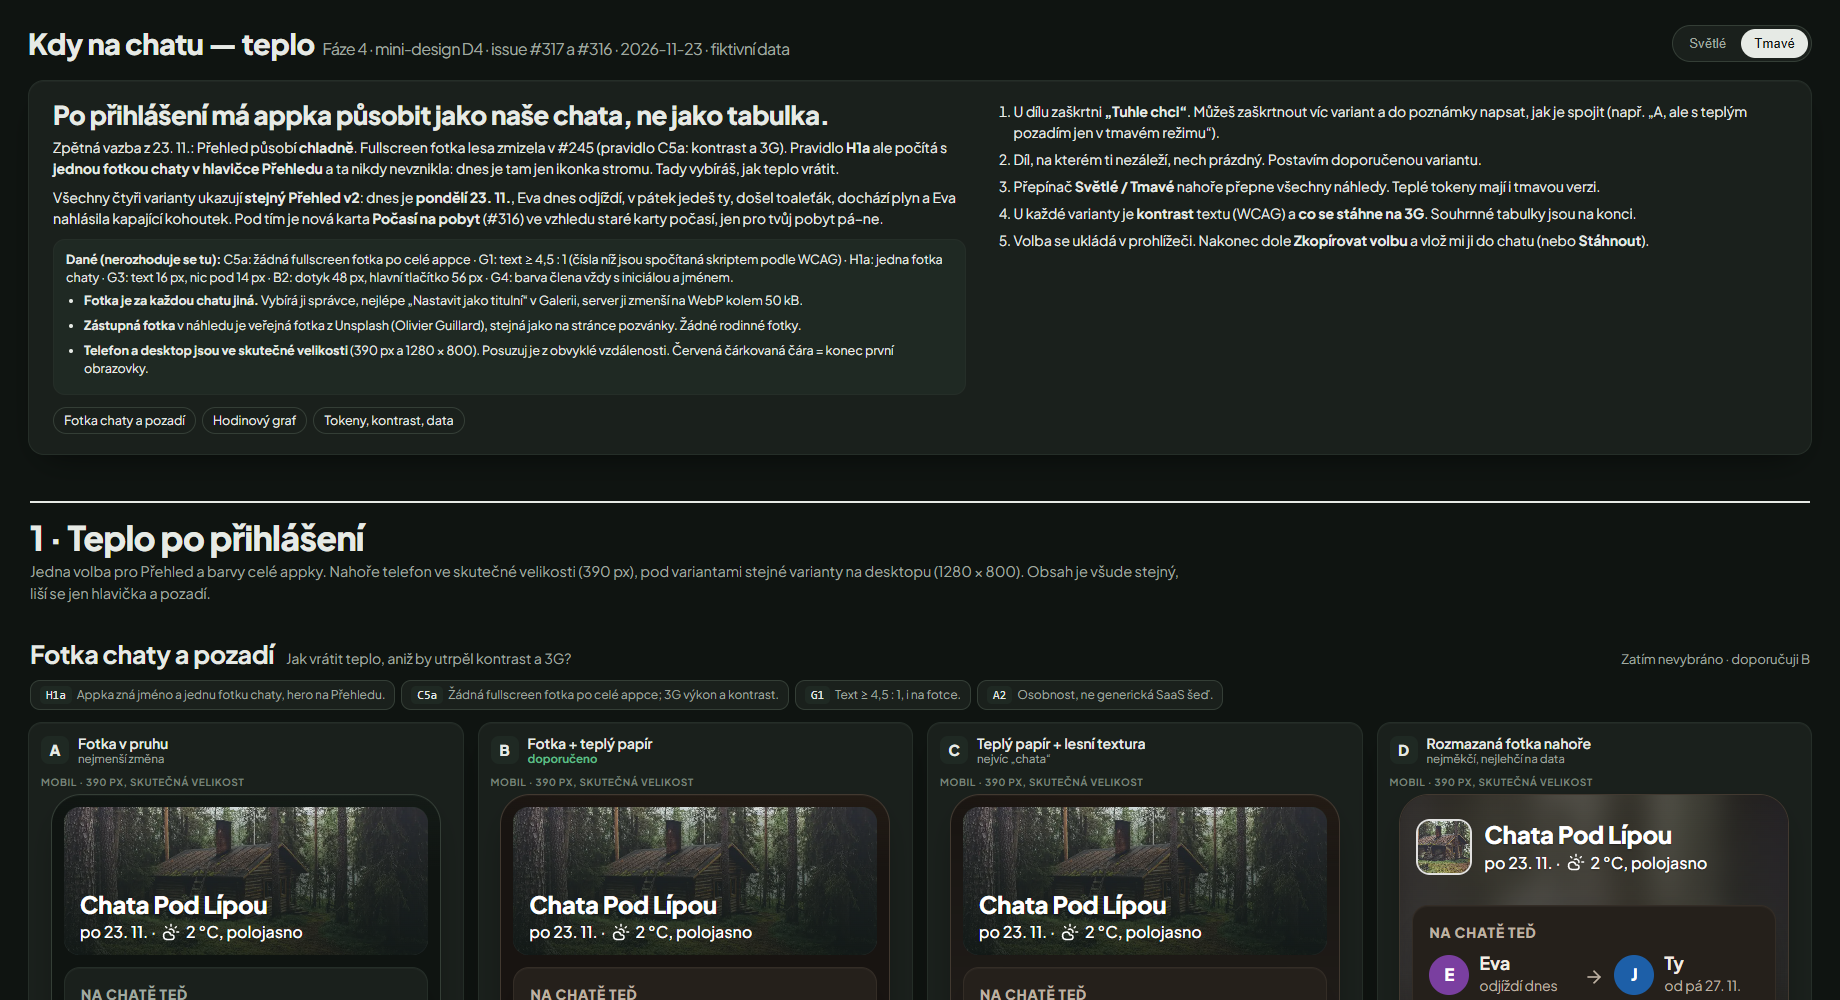 Kdy na chatu — teplo Fáze 4 · mini-design D4 · issue #317 a #316 · 2026-11-23 · fiktivní data
Světlé Tmavé
Po přihlášení má appka působit jako naše chata, ne jako tabulka.
Zpětná vazba z 23. 11.: Přehled působí chladně. Fullscreen fotka lesa zmizela v #245 (pravidlo C5a: kontrast a 3G). Pravidlo H1a ale počítá s
jednou fotkou chaty v hlavičce Přehledu a ta nikdy nevznikla: dnes je tam jen ikonka stromu. Tady vybíráš, jak teplo vrátit.
Všechny čtyři varianty ukazují stejný Přehled v2: dnes je pondělí 23. 11., Eva dnes odjíždí, v pátek jedeš ty, došel toaleťák, dochází plyn a Eva
nahlásila kapající kohoutek. Pod tím je nová karta Počasí na pobyt (#316) ve vzhledu staré karty počasí, jen pro tvůj pobyt pá–ne.
Dané (nerozhoduje se tu): C5a: žádná fullscreen fotka po celé appce · G1: text ≥ 4,5 : 1 (čísla níž jsou spočítaná skriptem podle WCAG) · H1a: jedna fotka
chaty · G3: text 16 px, nic pod 14 px · B2: dotyk 48 px, hlavní tlačítko 56 px · G4: barva člena vždy s iniciálou a jménem.
• Fotka je za každou chatu jiná. Vybírá ji správce, nejlépe „Nastavit jako titulní“ v Galerii, server ji zmenší na WebP kolem 50 kB.
• Zástupná fotka v náhledu je veřejná fotka z Unsplash (Olivier Guillard), stejná jako na stránce pozvánky. Žádné rodinné fotky.
• Telefon a desktop jsou ve skutečné velikosti (390 px a 1280 × 800). Posuzuj je z obvyklé vzdálenosti. Červená čárkovaná čára = konec první
obrazovky.
Fotka chaty a pozadí Hodinový graf Tokeny, kontrast, data
1. U dílu zaškrtni „Tuhle chci“. Můžeš zaškrtnout víc variant a do poznámky napsat, jak je spojit (např. „A, ale s teplým
pozadím jen v tmavém režimu“).
2. Díl, na kterém ti nezáleží, nech prázdný. Postavím doporučenou variantu.
3. Přepínač Světlé / Tmavé nahoře přepne všechny náhledy. Teplé tokeny mají i tmavou verzi.
4. U každé varianty je kontrast textu (WCAG) a co se stáhne na 3G. Souhrnné tabulky jsou na konci.
5. Volba se ukládá v prohlížeči. Nakonec dole Zkopírovat volbu a vlož mi ji do chatu (nebo Stáhnout).
1 · Teplo po přihlášení
Jedna volba pro Přehled a barvy celé appky. Nahoře telefon ve skutečné velikosti (390 px), pod variantami stejné varianty na desktopu (1280 × 800). Obsah je všude stejný,
liší se jen hlavička a pozadí.
Fotka chaty a pozadí Jak vrátit teplo, aniž by utrpěl kontrast a 3G?
Zatím nevybráno · doporučuji B
H1a Appka zná jméno a jednu fotku chaty, hero na Přehledu. C5a Žádná fullscreen fotka po celé appce; 3G výkon a kontrast. G1 Text ≥ 4,5 : 1, i na fotce. A2 Osobnost, ne generická SaaS šeď.
A Fotka v pruhu
nejmenší změna
MOBIL · 390 PX, SKUTEČNÁ VELIKOST
Chata Pod Lípou
po 23. 11. · 2 °C, polojasno
NA CHATĚ TEĎ
B Fotka + teplý papír
doporučeno
MOBIL · 390 PX, SKUTEČNÁ VELIKOST
Chata Pod Lípou
po 23. 11. · 2 °C, polojasno
NA CHATĚ TEĎ
C Teplý papír + lesní textura
nejvíc „chata“
MOBIL · 390 PX, SKUTEČNÁ VELIKOST
Chata Pod Lípou
po 23. 11. · 2 °C, polojasno
NA CHATĚ TEĎ
D Rozmazaná fotka nahoře
nejměkčí, nejlehčí na data
MOBIL · 390 PX, SKUTEČNÁ VELIKOST
Chata Pod Lípou
po 23. 11. · 2 °C, polojasno
NA CHATĚ TEĎ
E Eva → J Ty
odjíždí dnes od pá 27. 11.